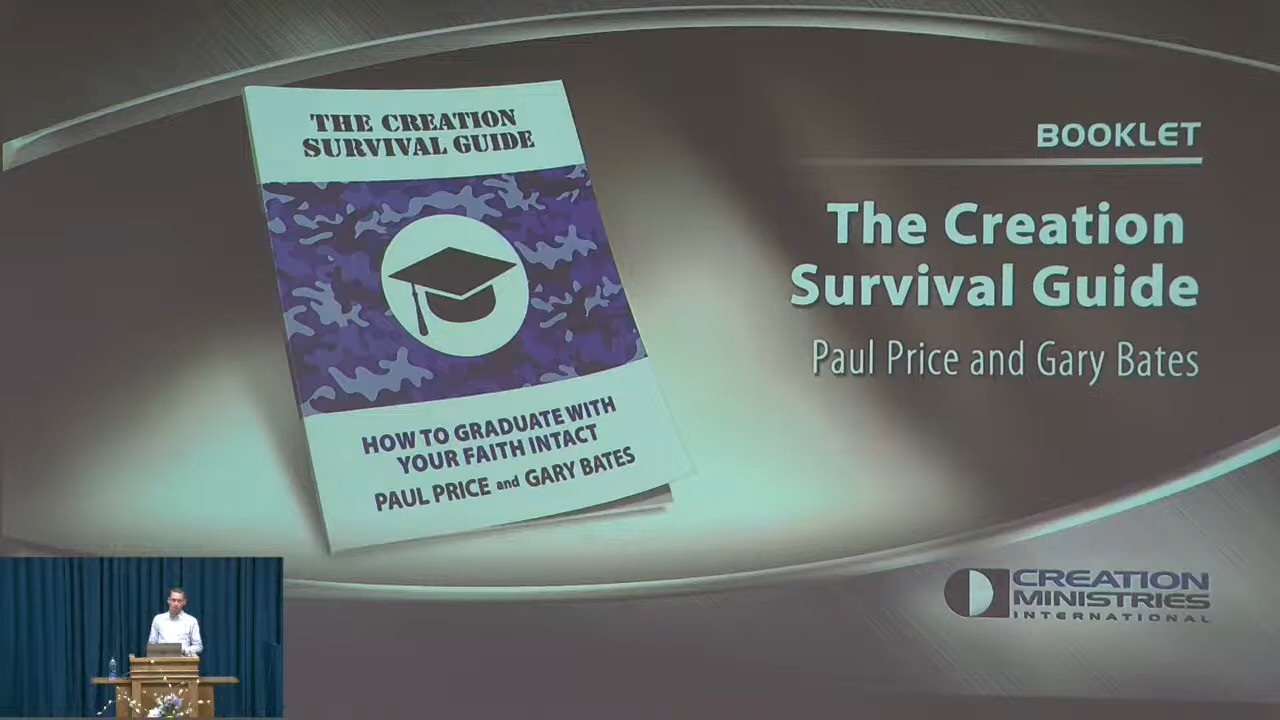 THE CREATION
SURVIVAL GUIDE
HOW TO GRADUATE WITH
YOUR FAITH INTACT
PAUL PRICE and GARY BATES
BOOKLET
The Creation
Survival Guide
Paul Price and Gary Bates
CREATION
MINISTRIES
INTERNATIONAL